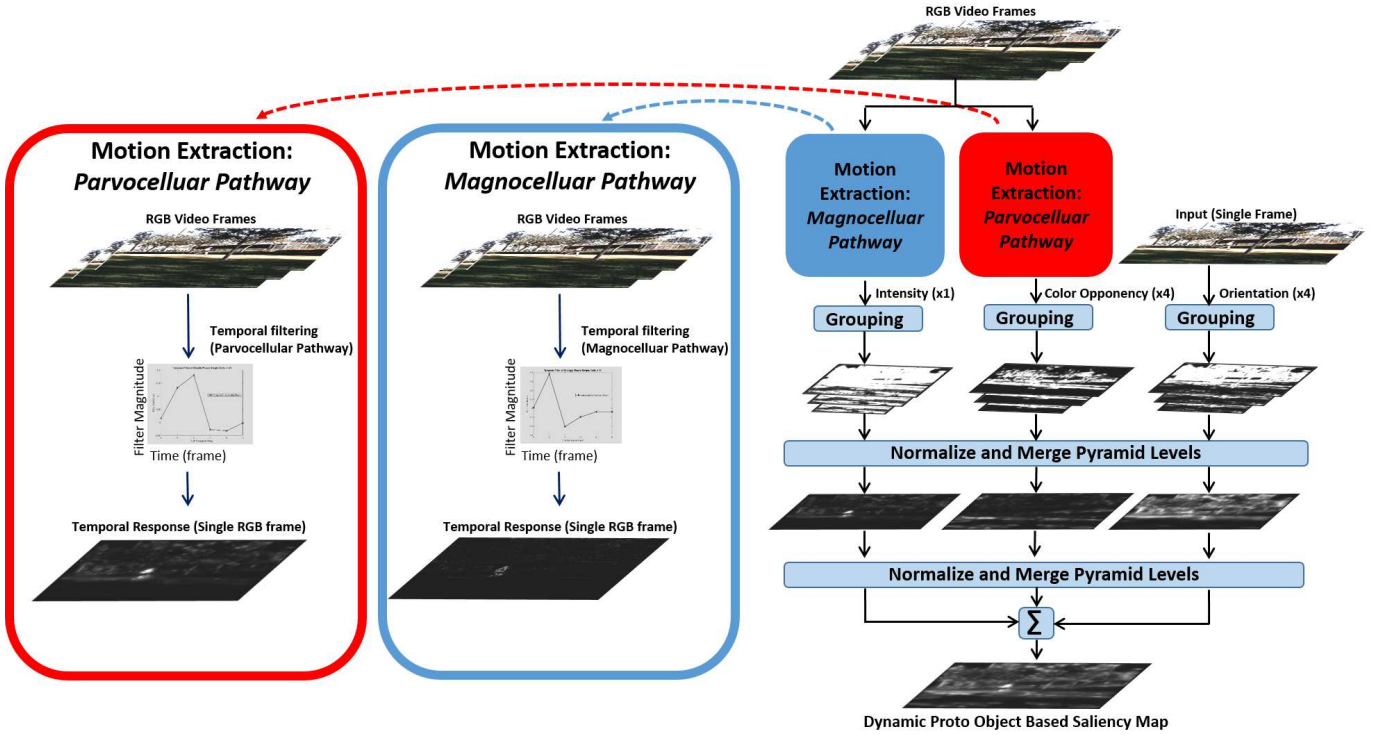 RGB Video Frames
Motion Extraction:
Parvocelluar Pathway
RGB Video Frames
Temporal filtering
(Parvocellular Pathway)
Filter Magnitude
Time (frame)
Temporal Response (Single RGB frame)
Motion Extraction:
Magnocelluar Pathway
RGB Video Frames
Temporal filtering
(Magnocelluar Pathway)
Filter Magnitude
Time (frame)
Temporal Response (Single RGB frame)
Motion
Extraction:
Magnocelluar
Pathway
Motion
Extraction:
Parvocelluar
Pathway
Input (Single Frame)
Intensity (x1)
Color Opponency (x4)
Orientation (x4)
Grouping
Grouping
Grouping
Normalize and Merge Pyramid Levels
Normalize and Merge Pyramid Levels
Σ
Dynamic Proto Object Based Saliency Map